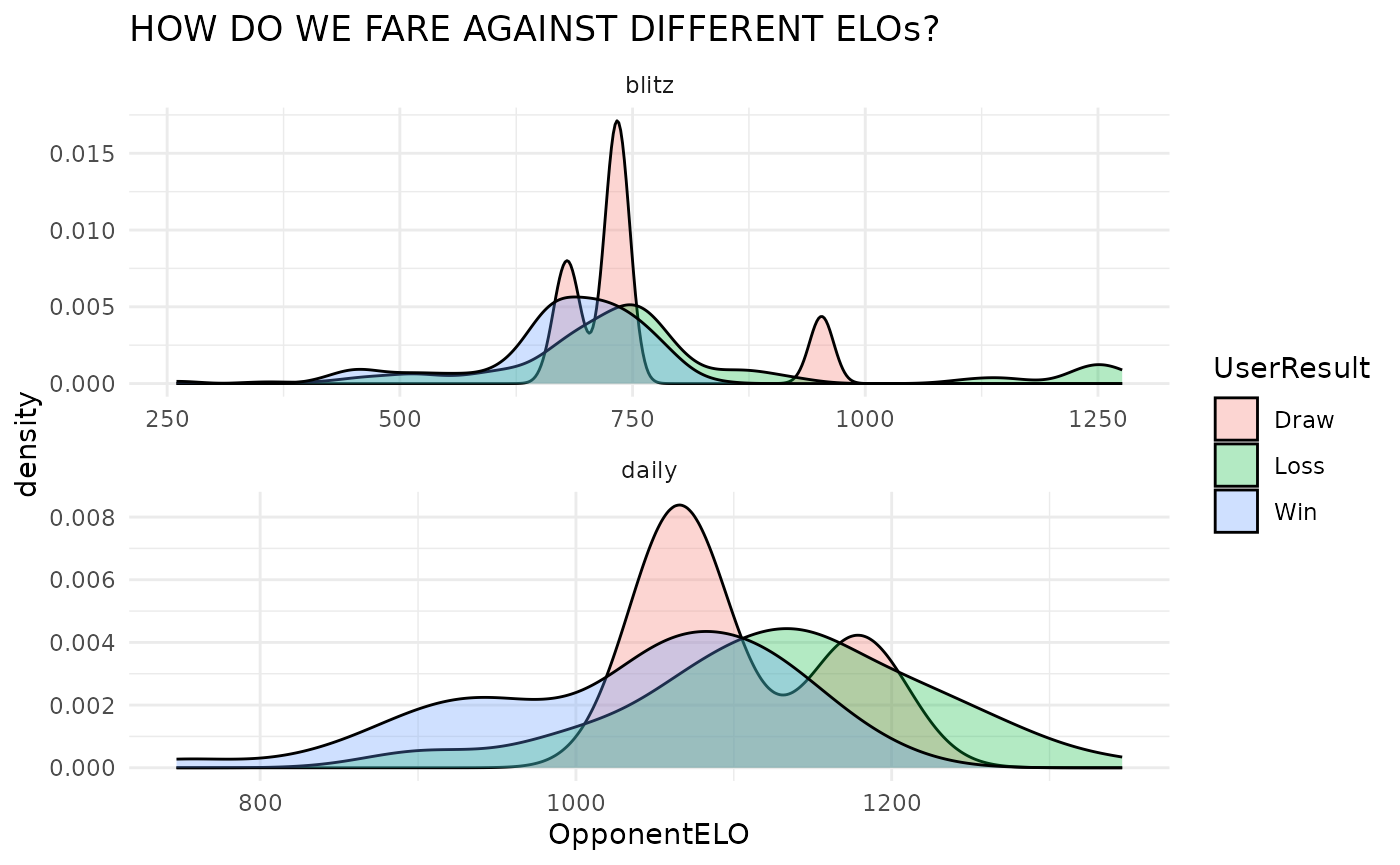 HOW DO WE FARE AGAINST DIFFERENT ELOs?
blitz
0.015
0.010
0.005
0.000
250 500 750 1000 1250
density
daily
0.008
0.006
0.004
0.002
0.000
800 1000 1200
OpponentELO
UserResult
Draw
Loss
Win